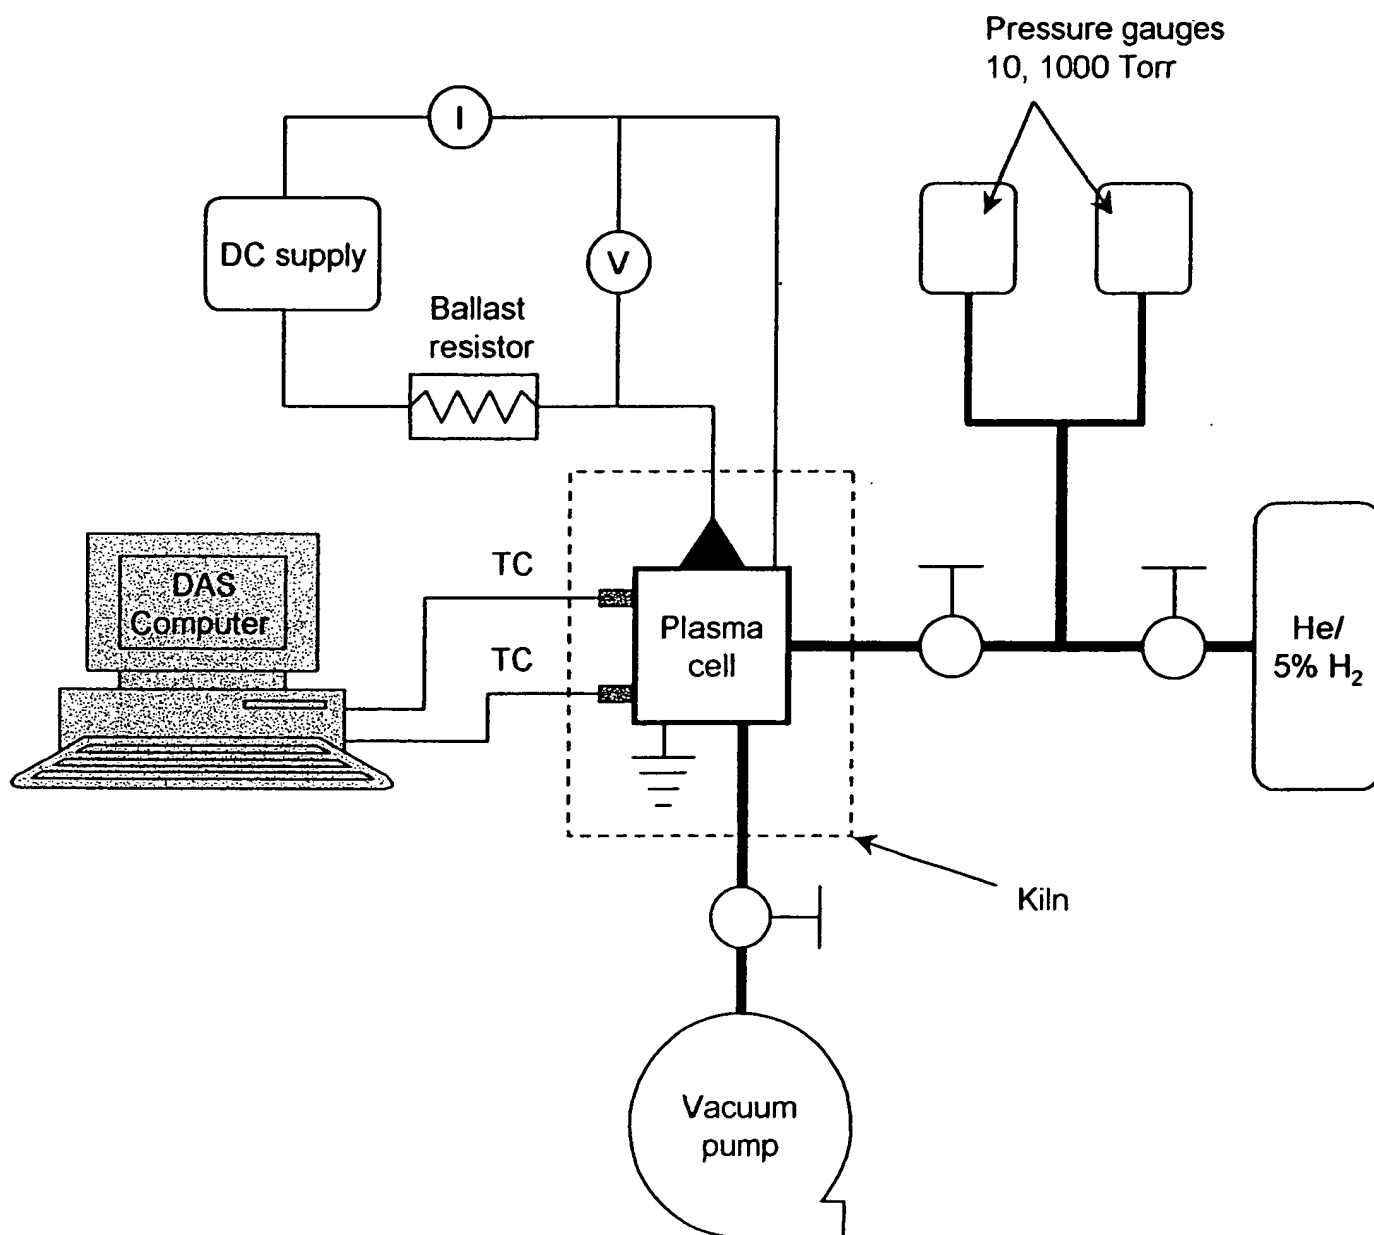 Pressure gauges
10, 1000 Torr
I
DC supply
V
Ballast
resistor
TC
DAS
Computer
Plasma
cell
TC
He/
5% H₂
Kiln
Vacuum
pump